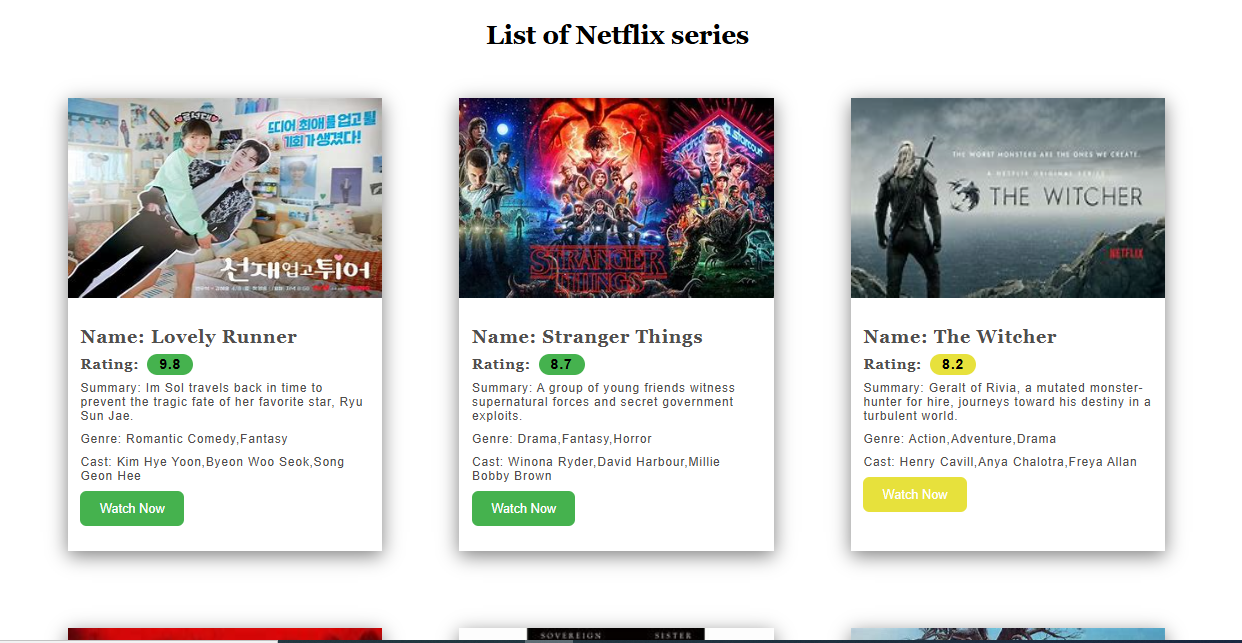 List of Netflix series
드디어 최애를 업고 튈
기회가 생겼다!
선재 업고 튀어
Name: Lovely Runner
Rating: 9.8
Summary: Im Sol travels back in time to
prevent the tragic fate of her favorite star, Ryu
Sun Jae.
Genre: Romantic Comedy,Fantasy
Cast: Kim Hye Yoon,Byeon Woo Seok,Song
Geon Hee
Watch Now
STRANGER
THINGS
Name: Stranger Things
Rating: 8.7
Summary: A group of young friends witness
supernatural forces and secret government
exploits.
Genre: Drama,Fantasy,Horror
Cast: Winona Ryder,David Harbour,Millie
Bobby Brown
Watch Now
THE WORST MONSTERS ARE THE ONES WE CREATE.
A NETFLIX ORIGINAL SERIES
THE WITCHER
NETFLIX
Name: The Witcher
Rating: 8.2
Summary: Geralt of Rivia, a mutated monster-
hunter for hire, journeys toward his destiny in a
turbulent world.
Genre: Action,Adventure,Drama
Cast: Henry Cavill,Anya Chalotra,Freya Allan
Watch Now
SOVEREIGN SISTER